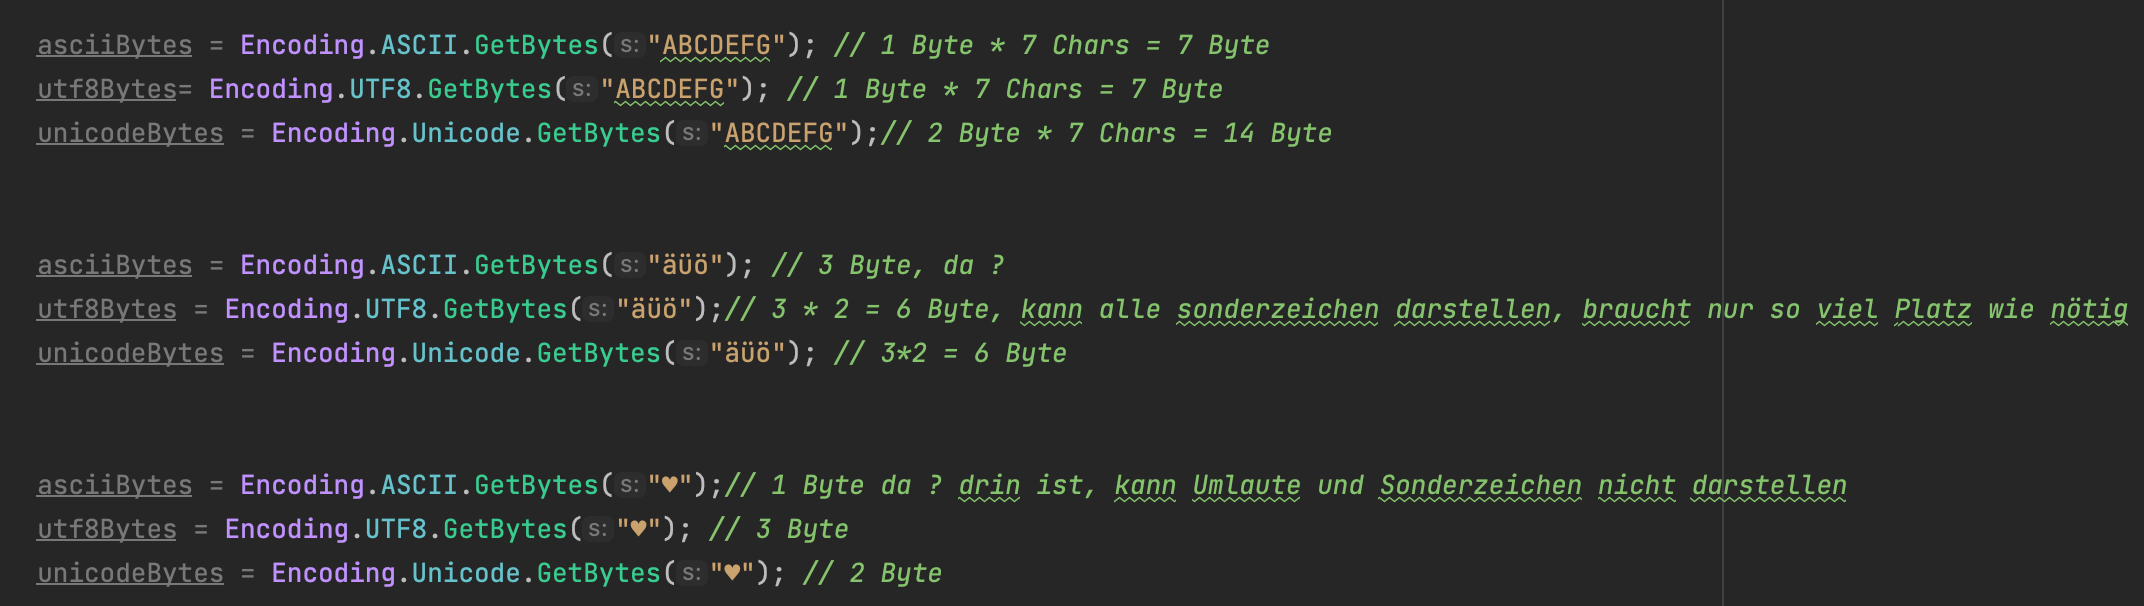 asciiBytes = Encoding.ASCII.GetBytes( s: "ABCDEFG"); // 1 Byte * 7 Chars = 7 Byte
utf8Bytes= Encoding.UTF8.GetBytes( s: "ABCDEFG"); // 1 Byte * 7 Chars = 7 Byte
unicodeBytes = Encoding.Unicode.GetBytes( s: "ABCDEFG");// 2 Byte * 7 Chars = 14 Byte
asciiBytes = Encoding.ASCII.GetBytes( s: "äüö"); // 3 Byte, da ?
utf8Bytes = Encoding.UTF8.GetBytes( s: "äüö");// 3 * 2 = 6 Byte, kann alle sonderzeichen darstellen, braucht nur so viel Platz wie nötig
unicodeBytes = Encoding.Unicode.GetBytes( s: "äüö"); // 3*2 = 6 Byte
asciiBytes = Encoding.ASCII.GetBytes( s: "♥");// 1 Byte da ? drin ist, kann Umlaute und Sonderzeichen nicht darstellen
utf8Bytes = Encoding.UTF8.GetBytes( s: "♥"); // 3 Byte
unicodeBytes = Encoding.Unicode.GetBytes( s: "♥"); // 2 Byte